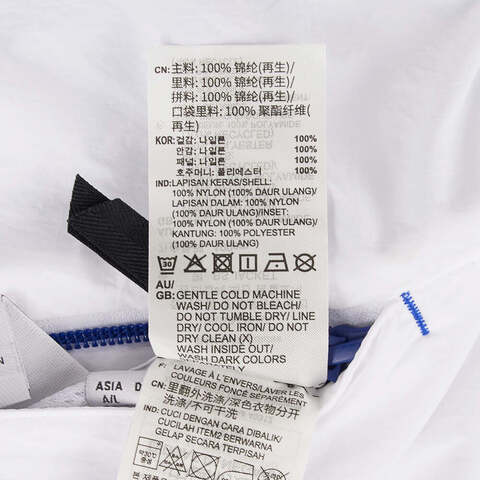 CN: 主料: 100% 锦纶(再生)/
里料: 100% 锦纶(再生)/
拼料: 100% 锦纶(再生)/
口袋里料: 100% 聚酯纤维(
再生)
KOR: 겉감: 나일론 100%
안감: 나일론 100%
패널: 나일론 100%
호주머니: 폴리에스터 100%
IND: LAPISAN KERAS/SHELL:
100% NYLON (100% DAUR ULANG)/
LAPISAN DALAM: 100% NYLON
(100% DAUR ULANG)/INSET:
100% NYLON (100% DAUR ULANG)/
KANTUNG: 100% POLYESTER
(100% DAUR ULANG)
30
AU/
GB: GENTLE COLD MACHINE
WASH/ DO NOT BLEACH/
DO NOT TUMBLE DRY/ LINE
DRY/ COOL IRON/ DO NOT
DRY CLEAN (X)
WASH INSIDE OUT/
WASH DARK COLORS
F: LAVAGE À L'ENVERS/LAVER LES
COULEURS FONCÉES SÉPARÉMENT
CN: 里翻外洗涤/深色衣物分开
洗涤/不可干洗
IND: CUCI DENGAN CARA DIBALIK/
CUCILAH ITEM2 BERWARNA
GELAP SECARA TERPISAH
ASIA